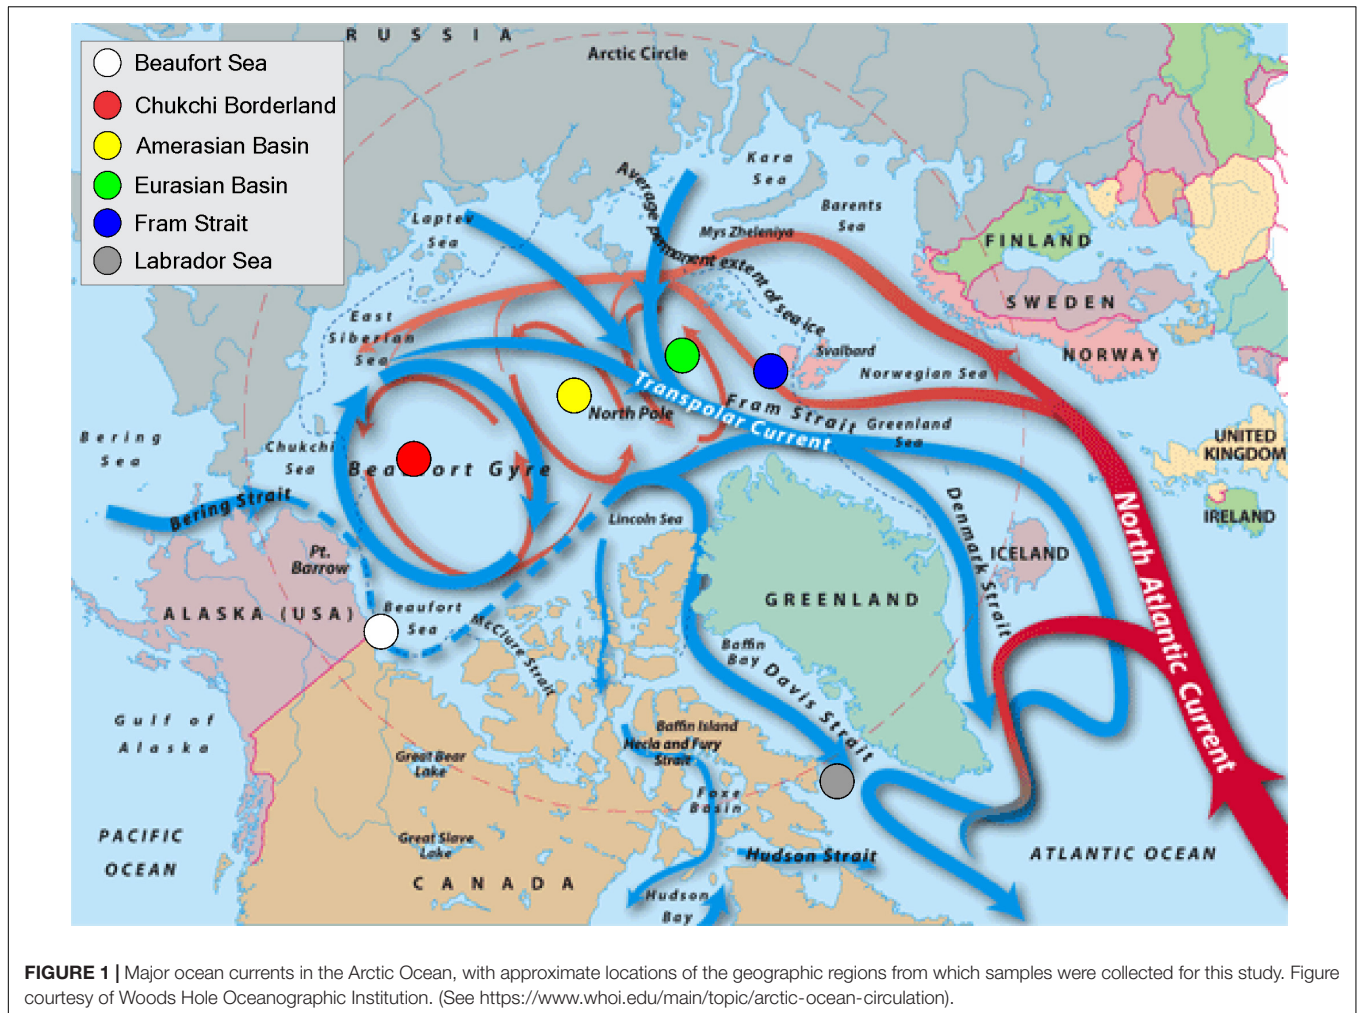 RUSSIA
Arctic Circle
Beaufort Sea
Chukchi Borderland
Amerasian Basin
Eurasian Basin
Fram Strait
Labrador Sea
Kara
Sea
Average permonent extent of sea ice
Barents
Sea
Mys Zheleniya
Laptev
Sea
FINLAND
SWEDEN
NORWAY
East
Siberian
Sea
Svalbard
Norwegian Sea
Transpolar Current
Fram Strait
North Pole
Greenland
Sea
Bering
Sea
Chukchi
Sea
Beaufort Gyre
UNITED
KINGDOM
IRELAND
Bering Strait
Lincoln Sea
Denmark Strait
North Atlantic Current
ICELAND
Pt.
Barrow
ALASKA (USA)
Beaufort
Sea
McClure Strait
GREENLAND
Baffin
Bay
Davis Strait
Gulf of
Alaska
Baffin Island
Hecla and Fury
Strait
Great Bear
Lake
Foxe
Basin
PACIFIC
OCEAN
Great Slave
Lake
Hudson Strait
ATLANTIC OCEAN
CANADA
Hudson
Bay
FIGURE 1 | Major ocean currents in the Arctic Ocean, with approximate locations of the geographic regions from which samples were collected for this study. Figure
courtesy of Woods Hole Oceanographic Institution. (See https://www.whoi.edu/main/topic/arctic-ocean-circulation).